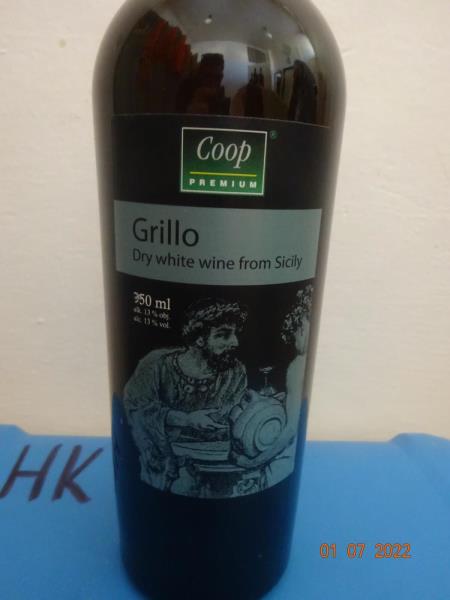 Coop
®
PREMIUM
Grillo
Dry white wine from Sicily
750 ml
alk. 13 % obj.
alc. 13 % vol.
HK
01 07 2022